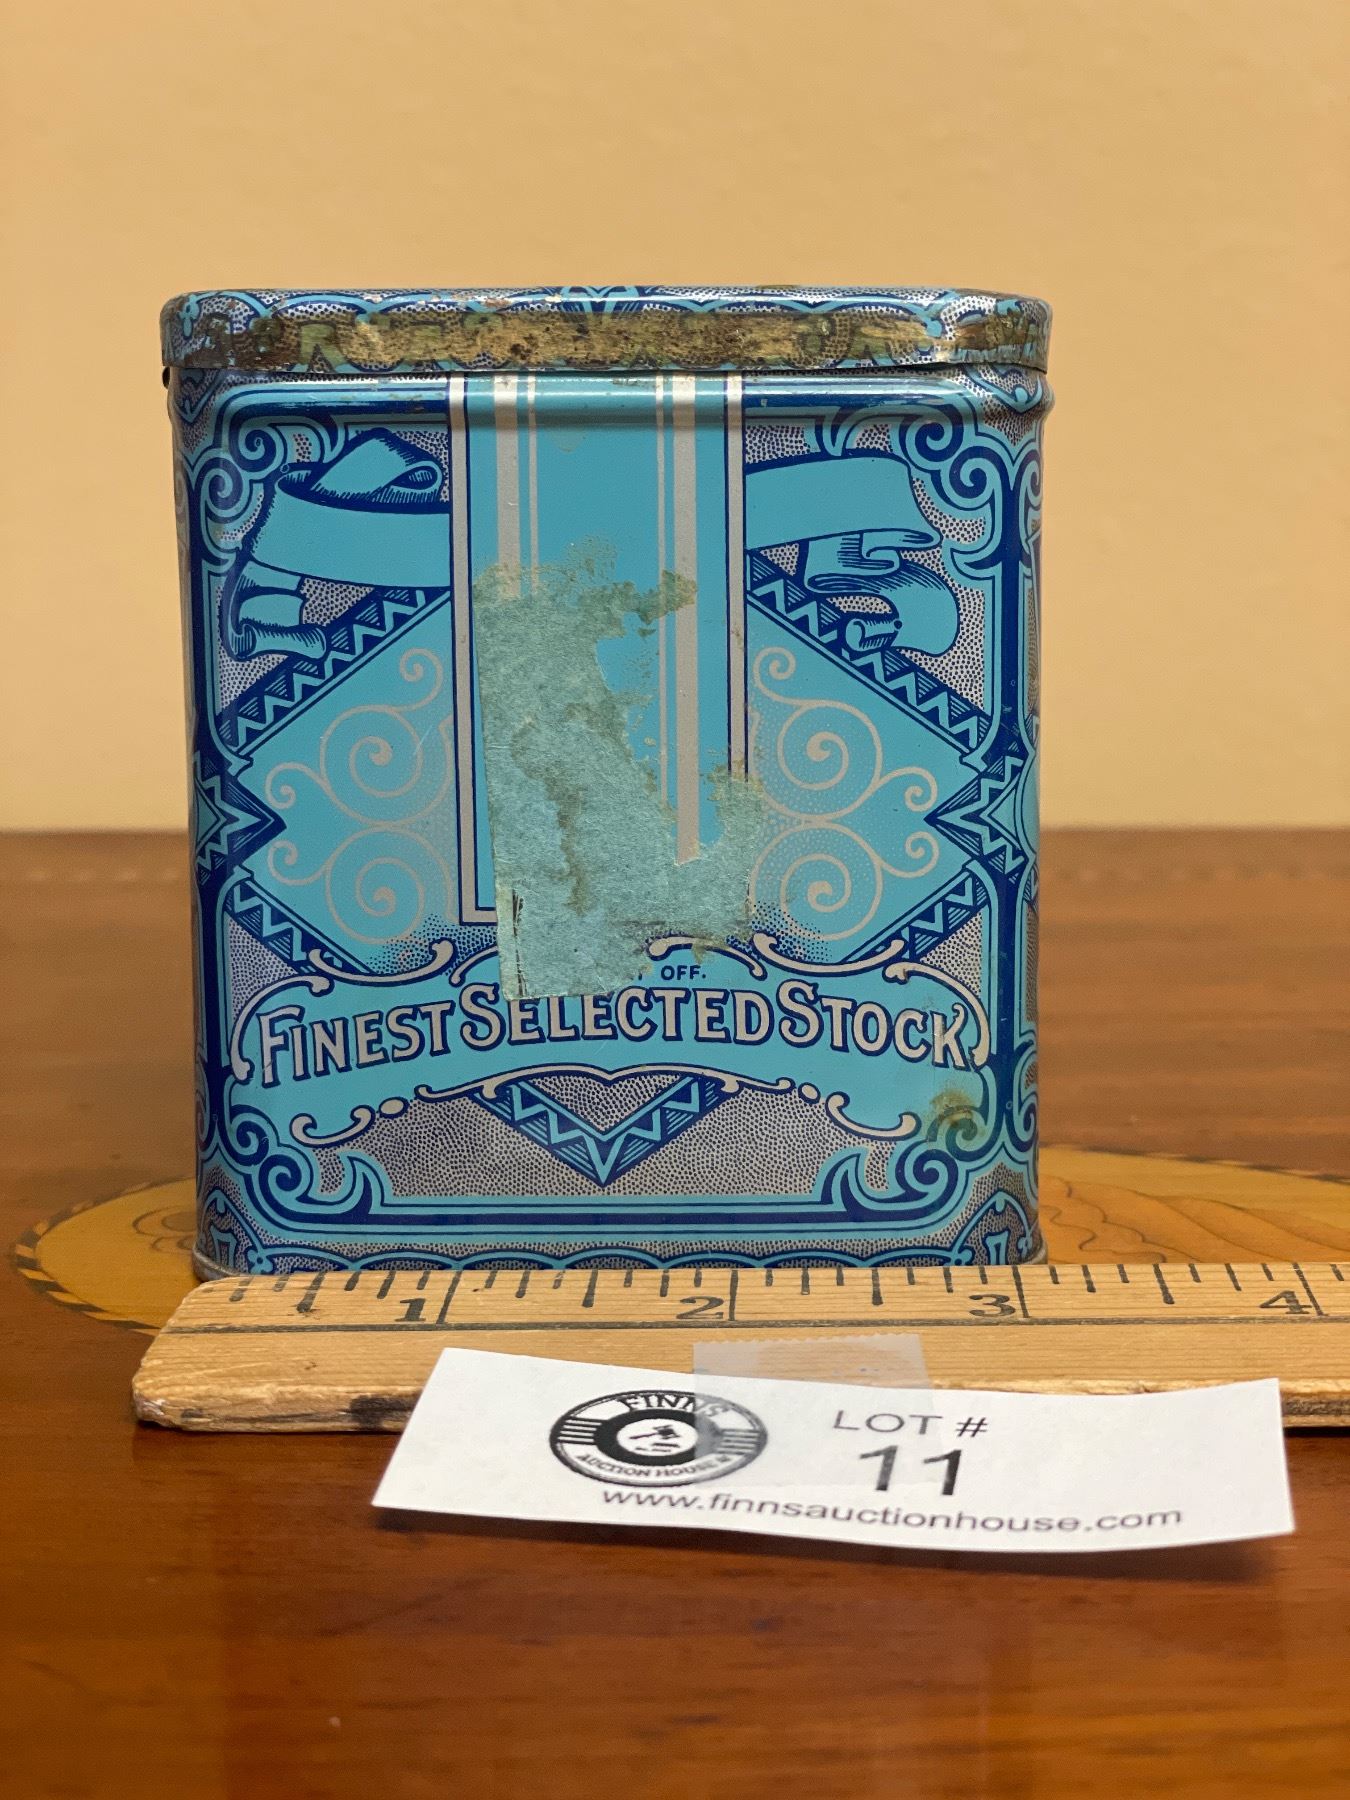 OFF.
FINEST SELECTED STOCK
1 2 3 4
FINNS
AUCTION HOUSE
LOT #
11
www.finnsauctionhouse.com